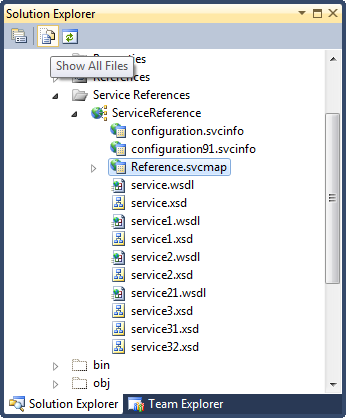 Solution Explorer
Properties
Show All Files
References
Service References
ServiceReference
configuration.svcinfo
configuration91.svcinfo
Reference.svcmap
service.wsdl
service.xsd
service1.wsdl
service1.xsd
service2.wsdl
service2.xsd
service21.wsdl
service3.xsd
service31.xsd
service32.xsd
bin
obj
Solution Explorer Team Explorer